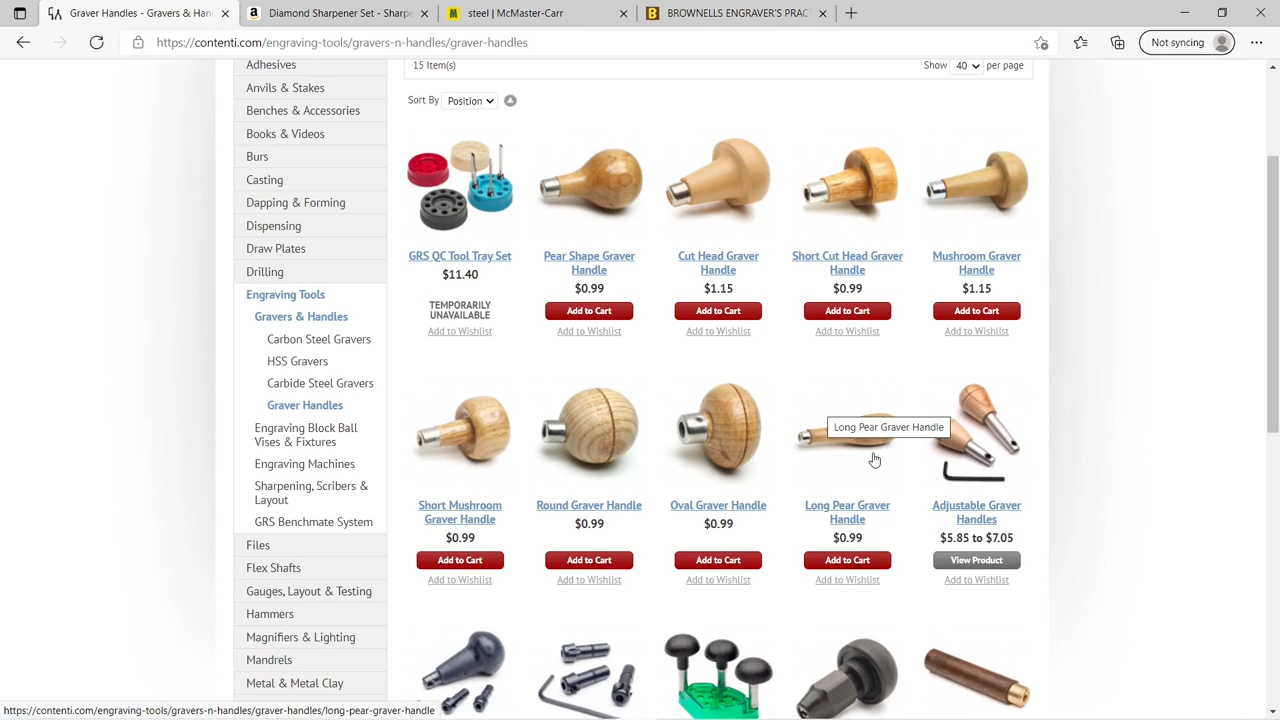 Graver Handles - Gravers & Han
Diamond Sharpener Set - Sharpe
steel | McMaster-Carr
BROWNELLS ENGRAVER'S PRAC
https://contenti.com/engraving-tools/gravers-n-handles/graver-handles
Not syncing
Adhesives
Anvils & Stakes
Benches & Accessories
Books & Videos
Burs
Casting
Dapping & Forming
Dispensing
Draw Plates
Drilling
Engraving Tools
Gravers & Handles
Carbon Steel Gravers
HSS Gravers
Carbide Steel Gravers
Graver Handles
Engraving Block Ball
Vises & Fixtures
Engraving Machines
Sharpening, Scribers &
Layout
GRS Benchmate System
Files
Flex Shafts
Gauges, Layout & Testing
Hammers
Magnifiers & Lighting
Mandrels
Metal & Metal Clay
15 Item(s)
Show 40 per page
Sort By Position
GRS QC Tool Tray Set
$11.40
TEMPORARILY
UNAVAILABLE
Add to Wishlist
Pear Shape Graver
Handle
$0.99
Add to Cart
Add to Wishlist
Cut Head Graver
Handle
$1.15
Add to Cart
Add to Wishlist
Short Cut Head Graver
Handle
$0.99
Add to Cart
Add to Wishlist
Mushroom Graver
Handle
$1.15
Add to Cart
Add to Wishlist
Short Mushroom
Graver Handle
$0.99
Add to Cart
Add to Wishlist
Round Graver Handle
$0.99
Add to Cart
Add to Wishlist
Oval Graver Handle
$0.99
Add to Cart
Add to Wishlist
Long Pear Graver Handle
Long Pear Graver
Handle
$0.99
Add to Cart
Add to Wishlist
Adjustable Graver
Handles
$5.85 to $7.05
View Product
Add to Wishlist
https://contenti.com/engraving-tools/gravers-n-handles/graver-handles/long-pear-graver-handle